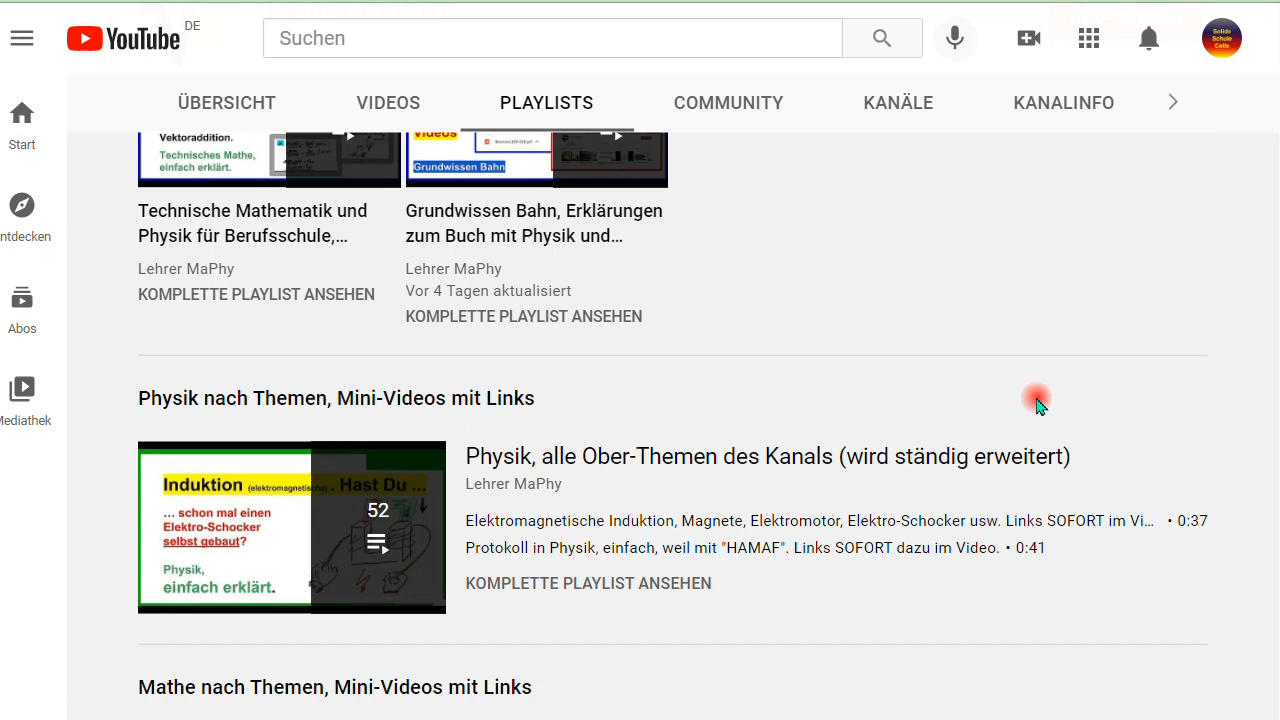 YouTube DE
Suchen
Solids
Schule
Colic
ÜBERSICHT VIDEOS PLAYLISTS COMMUNITY KANÄLE KANALINFO
Start
ntdecken
Abos
Mediathek
Vektoraddition.
Technisches Mathe,
einfach erklärt.
Videos
Grundwissen Bahn
Technische Mathematik und
Physik für Berufsschule,...
Lehrer MaPhy
KOMPLETTE PLAYLIST ANSEHEN
Grundwissen Bahn, Erklärungen
zum Buch mit Physik und...
Lehrer MaPhy
Vor 4 Tagen aktualisiert
KOMPLETTE PLAYLIST ANSEHEN
Physik nach Themen, Mini-Videos mit Links
Induktion (elektromagnetische) . Hast Du ...
... schon mal einen
Elektro-Schocker
selbst gebaut?
Physik,
einfach erklärt.
52
Physik, alle Ober-Themen des Kanals (wird ständig erweitert)
Lehrer MaPhy
Elektromagnetische Induktion, Magnete, Elektromotor, Elektro-Schocker usw. Links SOFORT im Vi... • 0:37
Protokoll in Physik, einfach, weil mit "HAMAF". Links SOFORT dazu im Video. • 0:41
KOMPLETTE PLAYLIST ANSEHEN
Mathe nach Themen, Mini-Videos mit Links